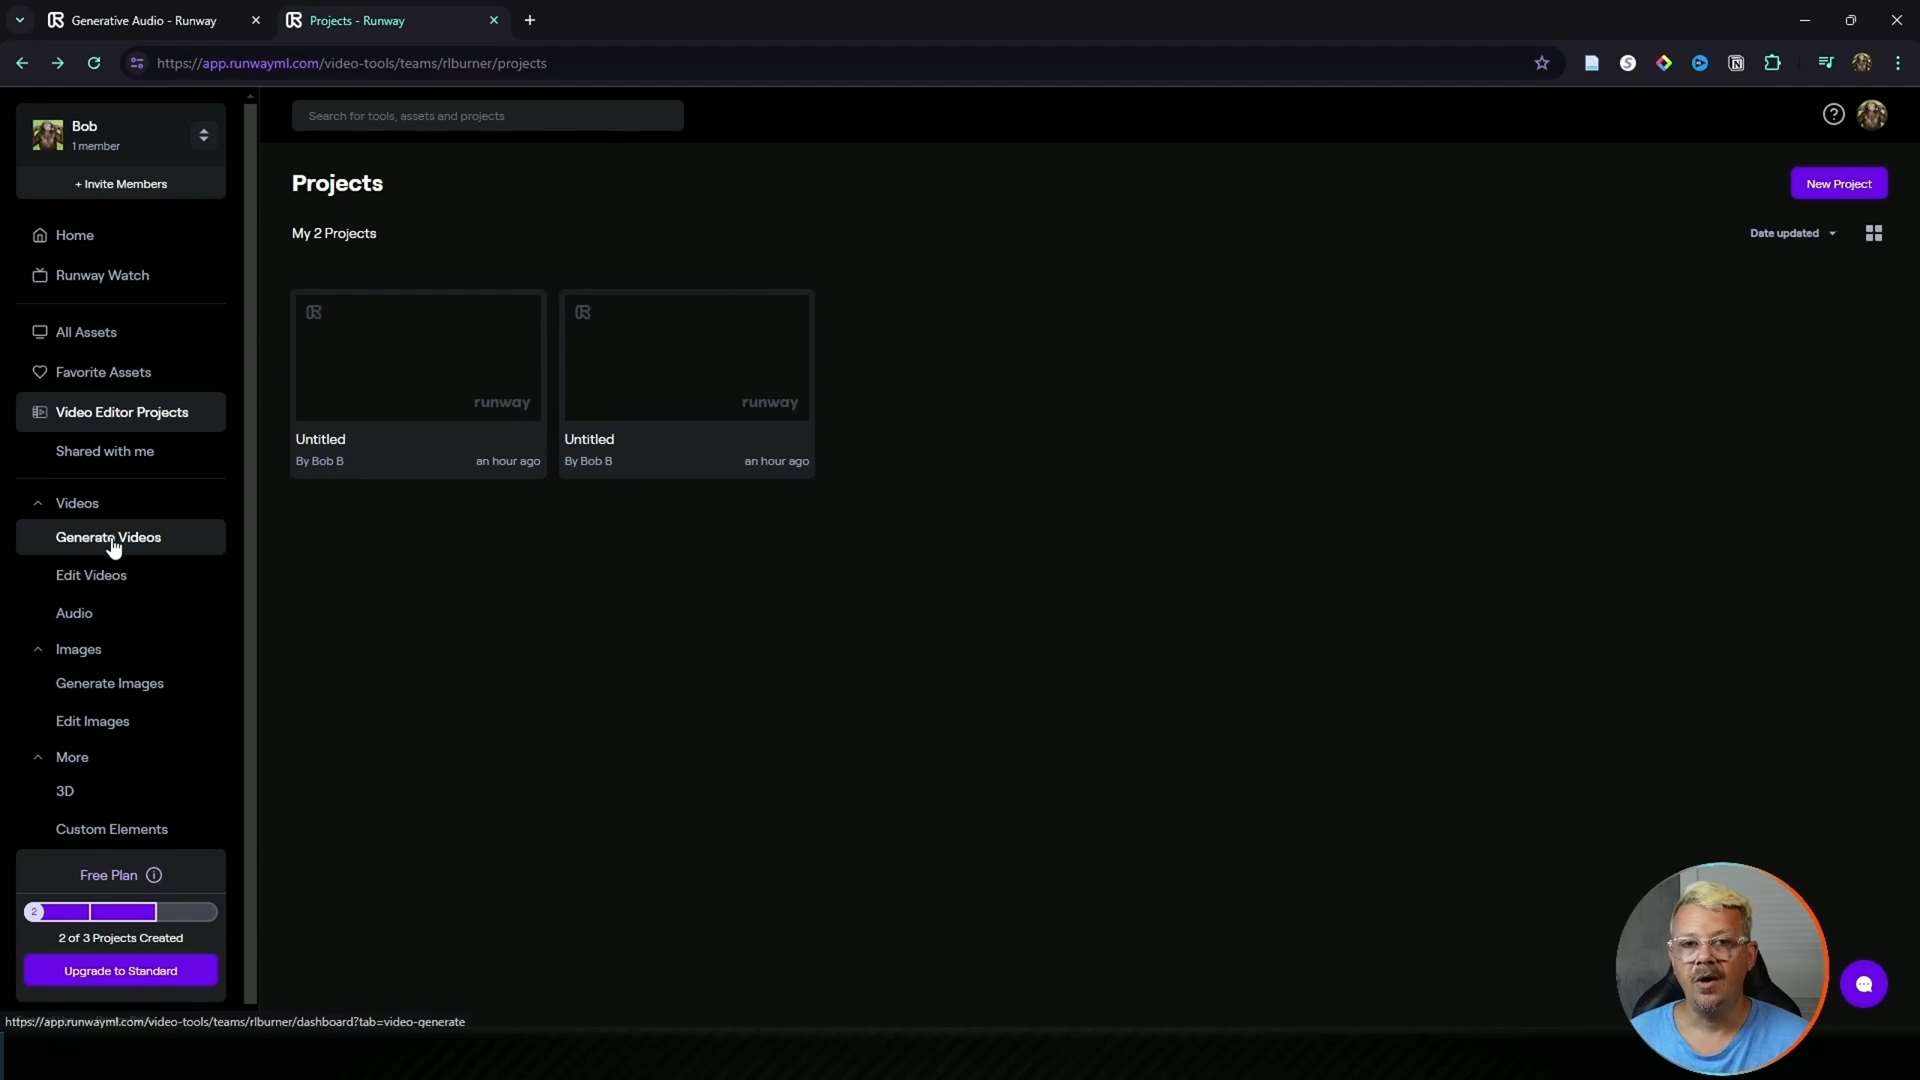 Generative Audio - Runway
Projects - Runway
https://app.runwayml.com/video-tools/teams/rlburner/projects
Bob
1 member
+ Invite Members
Search for tools, assets and projects
Projects
New Project
My 2 Projects
Date updated
Home
Runway Watch
All Assets
Favorite Assets
Video Editor Projects
Shared with me
runway
runway
Untitled
By Bob B
an hour ago
Untitled
By Bob B
an hour ago
Videos
Generate Videos
Edit Videos
Audio
Images
Generate Images
Edit Images
More
3D
Custom Elements
Free Plan
2
2 of 3 Projects Created
Upgrade to Standard
https://app.runwayml.com/video-tools/teams/rlburner/dashboard?tab=video-generate